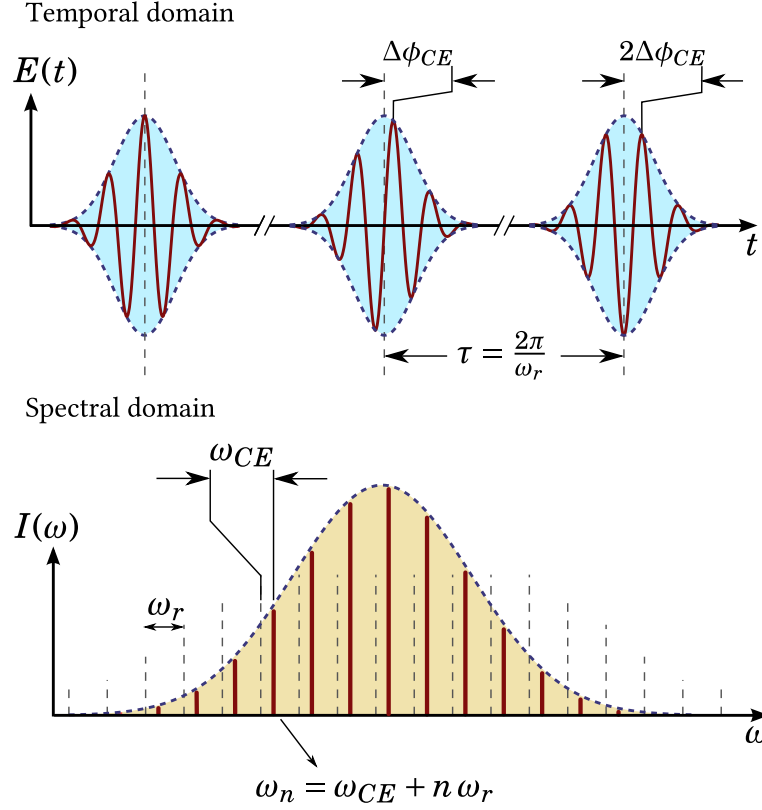 Temporal domain
E(t)
Δϕ_CE
2Δϕ_CE
t
τ = 2π/ω_r
Spectral domain
ω_CE
I(ω)
ω_r
ω
ω_n = ω_CE + n ω_r